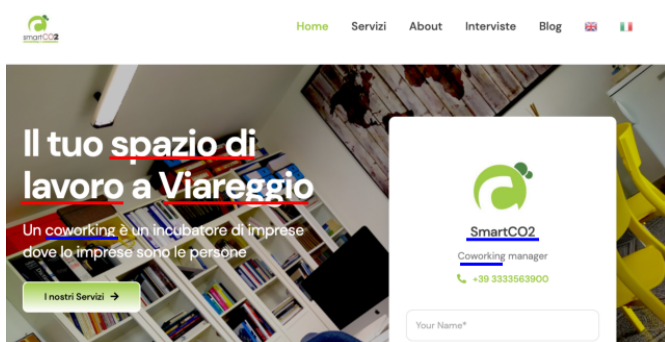 smartCO2
Home Servizi About Interviste Blog
Il tuo spazio di
lavoro a Viareggio
Un coworking è un incubatore di imprese
dove lo imprese sono le persone
I nostri Servizi →
SmartCO2
Coworking manager
+39 3333563900
Your Name*